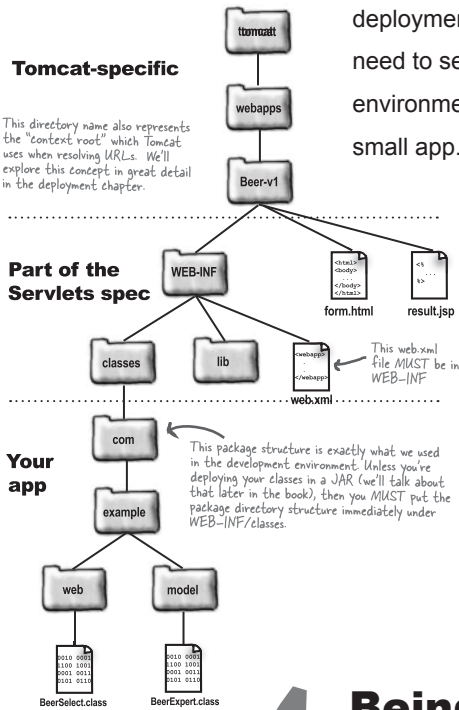 tomcat
deploymen
Tomcat-specific
need to se
environme
small app.
webapps
This directory name also represents
the "context root" which Tomcat
uses when resolving URLs. We'll
explore this concept in great detail
in the deployment chapter.
Beer-v1
Part of the
Servlets spec
WEB-INF
<html>
<body>
...
</body>
</html>
form.html
<%
...
%>
result.jsp
classes
lib
<webapp>
.
</webapp>
web.xml
This web.xml
file MUST be in
WEB-INF
Your
app
com
This package structure is exactly what we used
in the development environment. Unless you're
deploying your classes in a JAR (we'll talk about
that later in the book), then you MUST put the
package directory structure immediately under
WEB-INF/classes.
example
web
model
0010 0001
1100 1001
0001 0011
0101 0110
BeerSelect.class
0010 0001
1100 1001
0001 0011
0101 0110
BeerExpert.class
Being